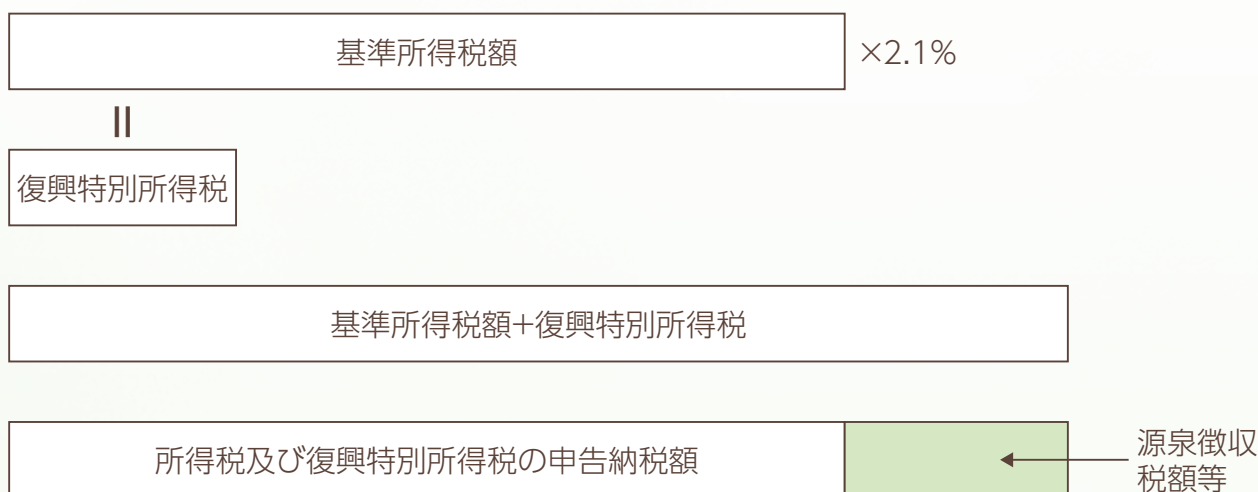 基準所得税額
×2.1%
=
復興特別所得税
基準所得税額+復興特別所得税
所得税及び復興特別所得税の申告納税額
源泉徴収
税額等